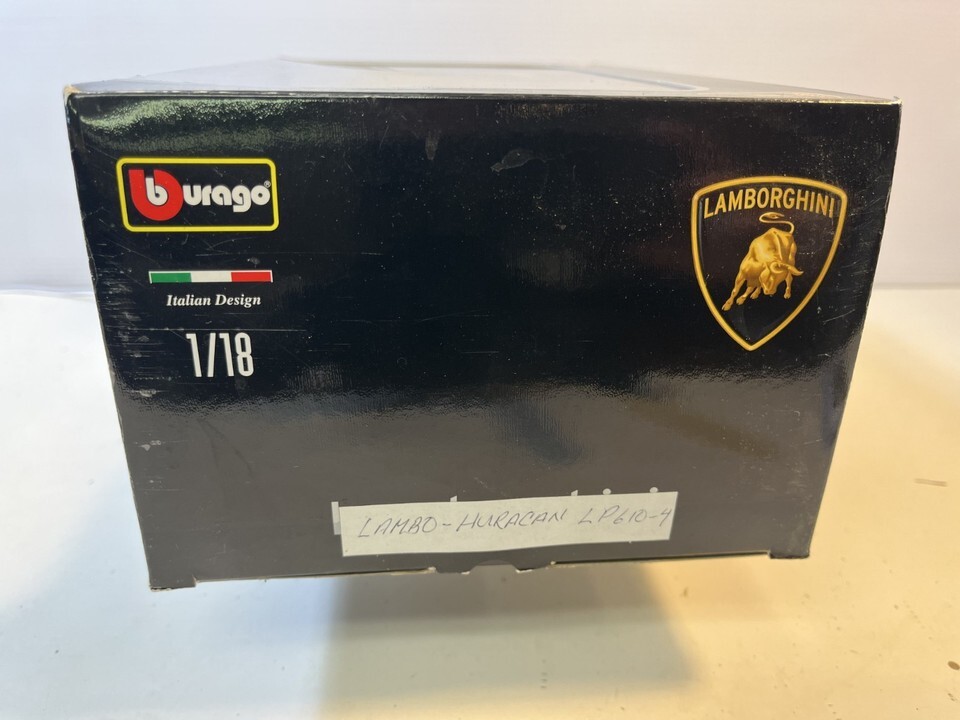 burago®
LAMBORGHINI
Italian Design
1/18
LAMBO-HURACAN LP610-4